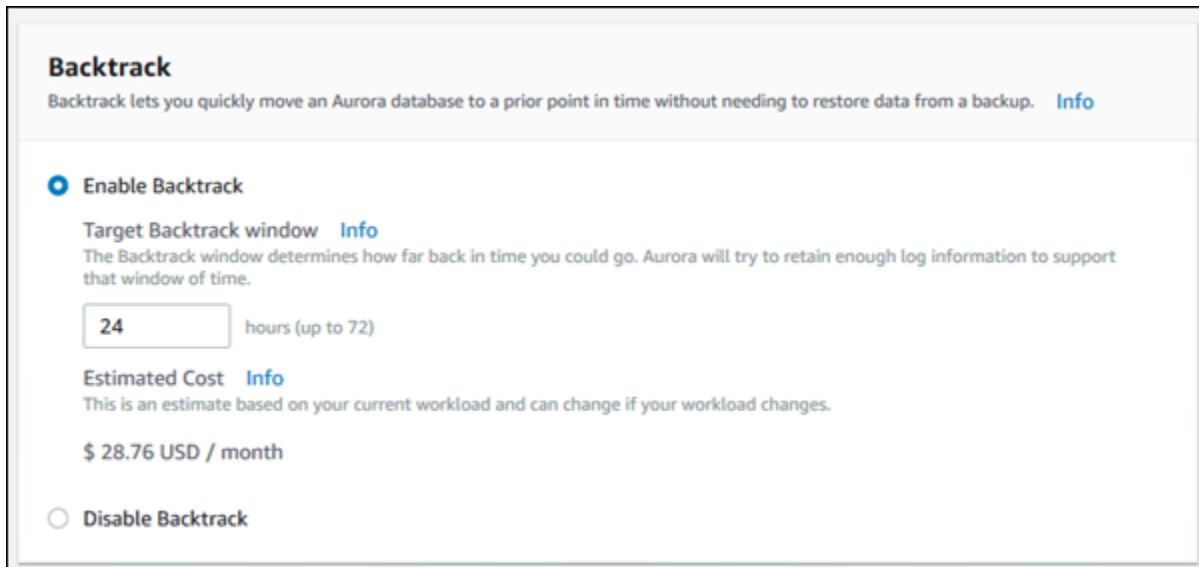 Backtrack
Backtrack lets you quickly move an Aurora database to a prior point in time without needing to restore data from a backup. Info
Enable Backtrack
Target Backtrack window Info
The Backtrack window determines how far back in time you could go. Aurora will try to retain enough log information to support
that window of time.
24 hours (up to 72)
Estimated Cost Info
This is an estimate based on your current workload and can change if your workload changes.
$ 28.76 USD / month
Disable Backtrack